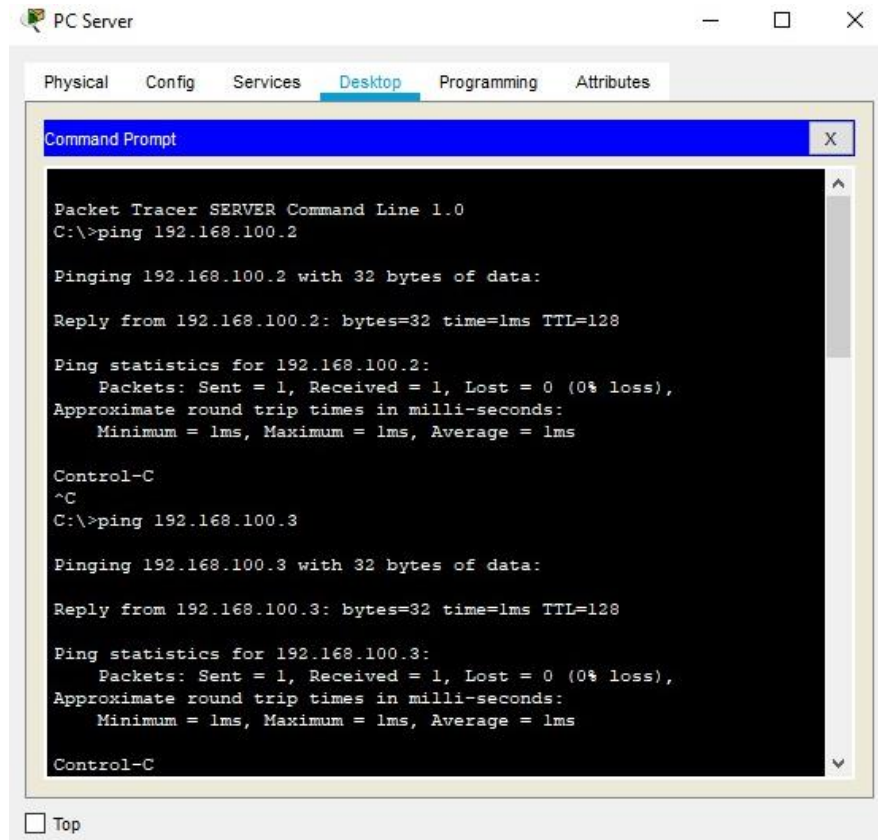 PC Server
Physical Config Services Desktop Programming Attributes
Command Prompt X
Packet Tracer SERVER Command Line 1.0
C:\>ping 192.168.100.2
Pinging 192.168.100.2 with 32 bytes of data:
Reply from 192.168.100.2: bytes=32 time=1ms TTL=128
Ping statistics for 192.168.100.2:
Packets: Sent = 1, Received = 1, Lost = 0 (0% loss),
Approximate round trip times in milli-seconds:
Minimum = 1ms, Maximum = 1ms, Average = 1ms
Control-C
^C
C:\>ping 192.168.100.3
Pinging 192.168.100.3 with 32 bytes of data:
Reply from 192.168.100.3: bytes=32 time=1ms TTL=128
Ping statistics for 192.168.100.3:
Packets: Sent = 1, Received = 1, Lost = 0 (0% loss),
Approximate round trip times in milli-seconds:
Minimum = 1ms, Maximum = 1ms, Average = 1ms
Control-C
Top